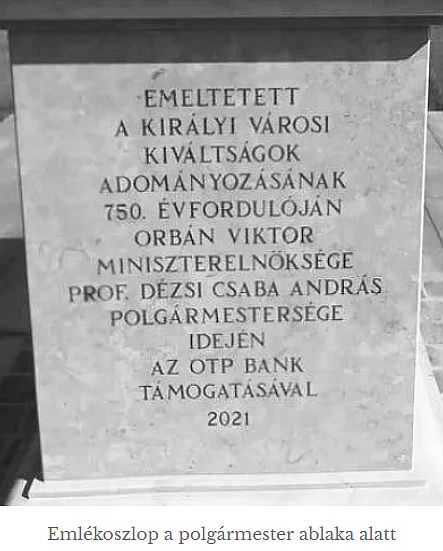 EMELTETETT
A KIRÁLYI VÁROSI
KIVÁLTSÁGOK
ADOMÁNYOZÁSÁNAK
750. ÉVFORDULÓJÁN
ORBÁN VIKTOR
MINISZTERELNÖKSÉGE
PROF. DÉZSI CSABA ANDRÁS
POLGÁRMESTERSÉGE
IDEJÉN
AZ OTP BANK
TÁMOGATÁSÁVAL
2021
Emlékoszlop a polgármester ablaka alatt